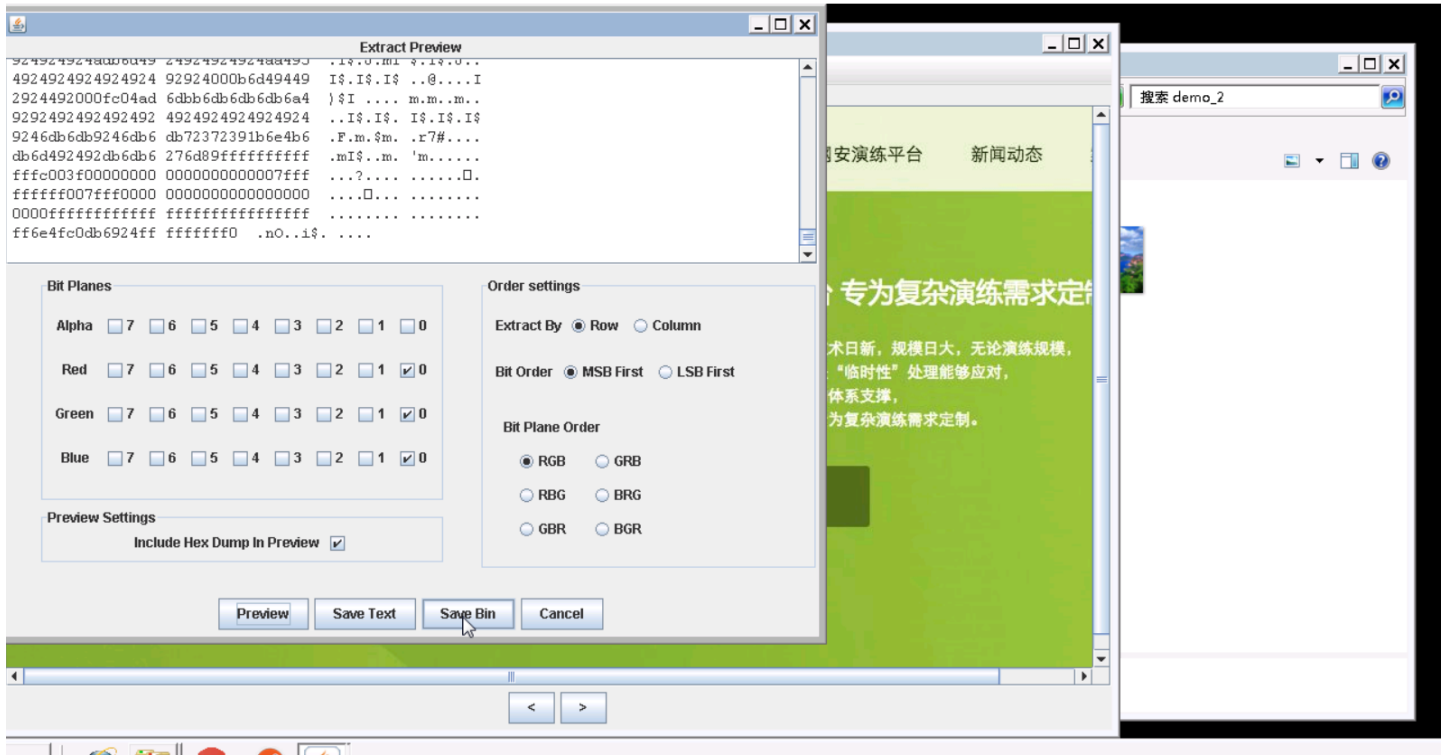 Extract Preview
4924924924924924 92924000b6d49449 I$.I$.I$ ..@....I
2924492000fc04ad 6dbb6db6db6db6a4 )$I .... m.m..m..
9292492492492492 4924924924924924 ..I$.I$. I$.I$.I$
9246db6db9246db6 db72372391b6e4b6 .F.m.$m. .r7#....
db6d492492db6db6 276d89ffffffffff .mI$..m. 'm......
fffc003f00000000 0000000000007fff ...?.... ......□.
ffffff007fff0000 0000000000000000 ....□... ........
0000ffffffffffff ffffffffffffffff ........ ........
ff6e4fc0db6924ff fffffff0 .nO..i$. ....
Bit Planes
Alpha 7 6 5 4 3 2 1 0
Red 7 6 5 4 3 2 1 0
Green 7 6 5 4 3 2 1 0
Blue 7 6 5 4 3 2 1 0
Preview Settings
Include Hex Dump In Preview
Order settings
Extract By Row Column
Bit Order MSB First LSB First
Bit Plane Order
RGB GRB
RBG BRG
GBR BGR
Preview Save Text Save Bin Cancel
安演练平台 新闻动态
专为复杂演练需求定
术日新，规模日大，无论演练规模，
“临时性”处理能够应对，
体系支撑，
为复杂演练需求定制。
< >
搜索 demo_2